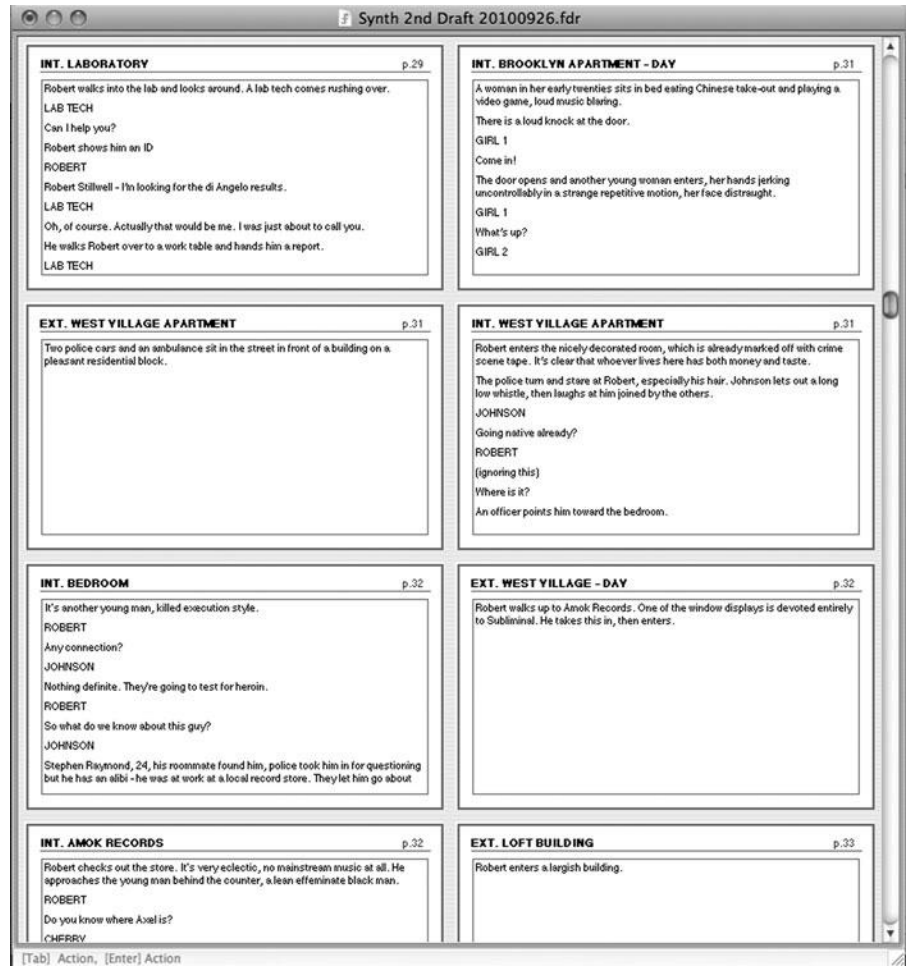 Synth 2nd Draft 20100926.fdr
INT. LABORATORY p.29
Robert walks into the lab and looks around. A lab tech comes rushing over.
LAB TECH
Can I help you?
Robert shows him an ID
ROBERT
Robert Stillwell - I'm looking for the di Angelo results.
LAB TECH
Oh, of course. Actually that would be me. I was just about to call you.
He walks Robert over to a work table and hands him a report.
LAB TECH
INT. BROOKLYN APARTMENT - DAY p.31
A woman in her early twenties sits in bed eating Chinese take-out and playing a
video game, loud music blaring.
There is a loud knock at the door.
GIRL 1
Come in!
The door opens and another young woman enters, her hands jerking
uncontrollably in a strange repetitive motion, her face distraught.
GIRL 1
What's up?
GIRL 2
EXT. WEST VILLAGE APARTMENT p.31
Two police cars and an ambulance sit in the street in front of a building on a
pleasant residential block.
INT. WEST VILLAGE APARTMENT p.31
Robert enters the nicely decorated room, which is already marked off with crime
scene tape. It's clear that whoever lives here has both money and taste.
The police turn and stare at Robert, especially his hair. Johnson lets out a long
low whistle, then laughs at him joined by the others.
JOHNSON
Going native already?
ROBERT
(ignoring this)
Where is it?
An officer points him toward the bedroom.
INT. BEDROOM p.32
It's another young man, killed execution style.
ROBERT
Any connection?
JOHNSON
Nothing definite. They're going to test for heroin.
ROBERT
So what do we know about this guy?
JOHNSON
Stephen Raymond, 24, his roommate found him, police took him in for questioning
but he has an alibi - he was at work at a local record store. They let him go about
EXT. WEST VILLAGE - DAY p.32
Robert walks up to Amok Records. One of the window displays is devoted entirely
to Subliminal. He takes this in, then enters.
INT. AMOK RECORDS p.32
Robert checks out the store. It's very eclectic, no mainstream music at all. He
approaches the young man behind the counter, a lean effeminate black man.
ROBERT
Do you know where Axel is?
CHERRY
EXT. LOFT BUILDING p.33
Robert enters a largish building.
[Tab] Action, [Enter] Action